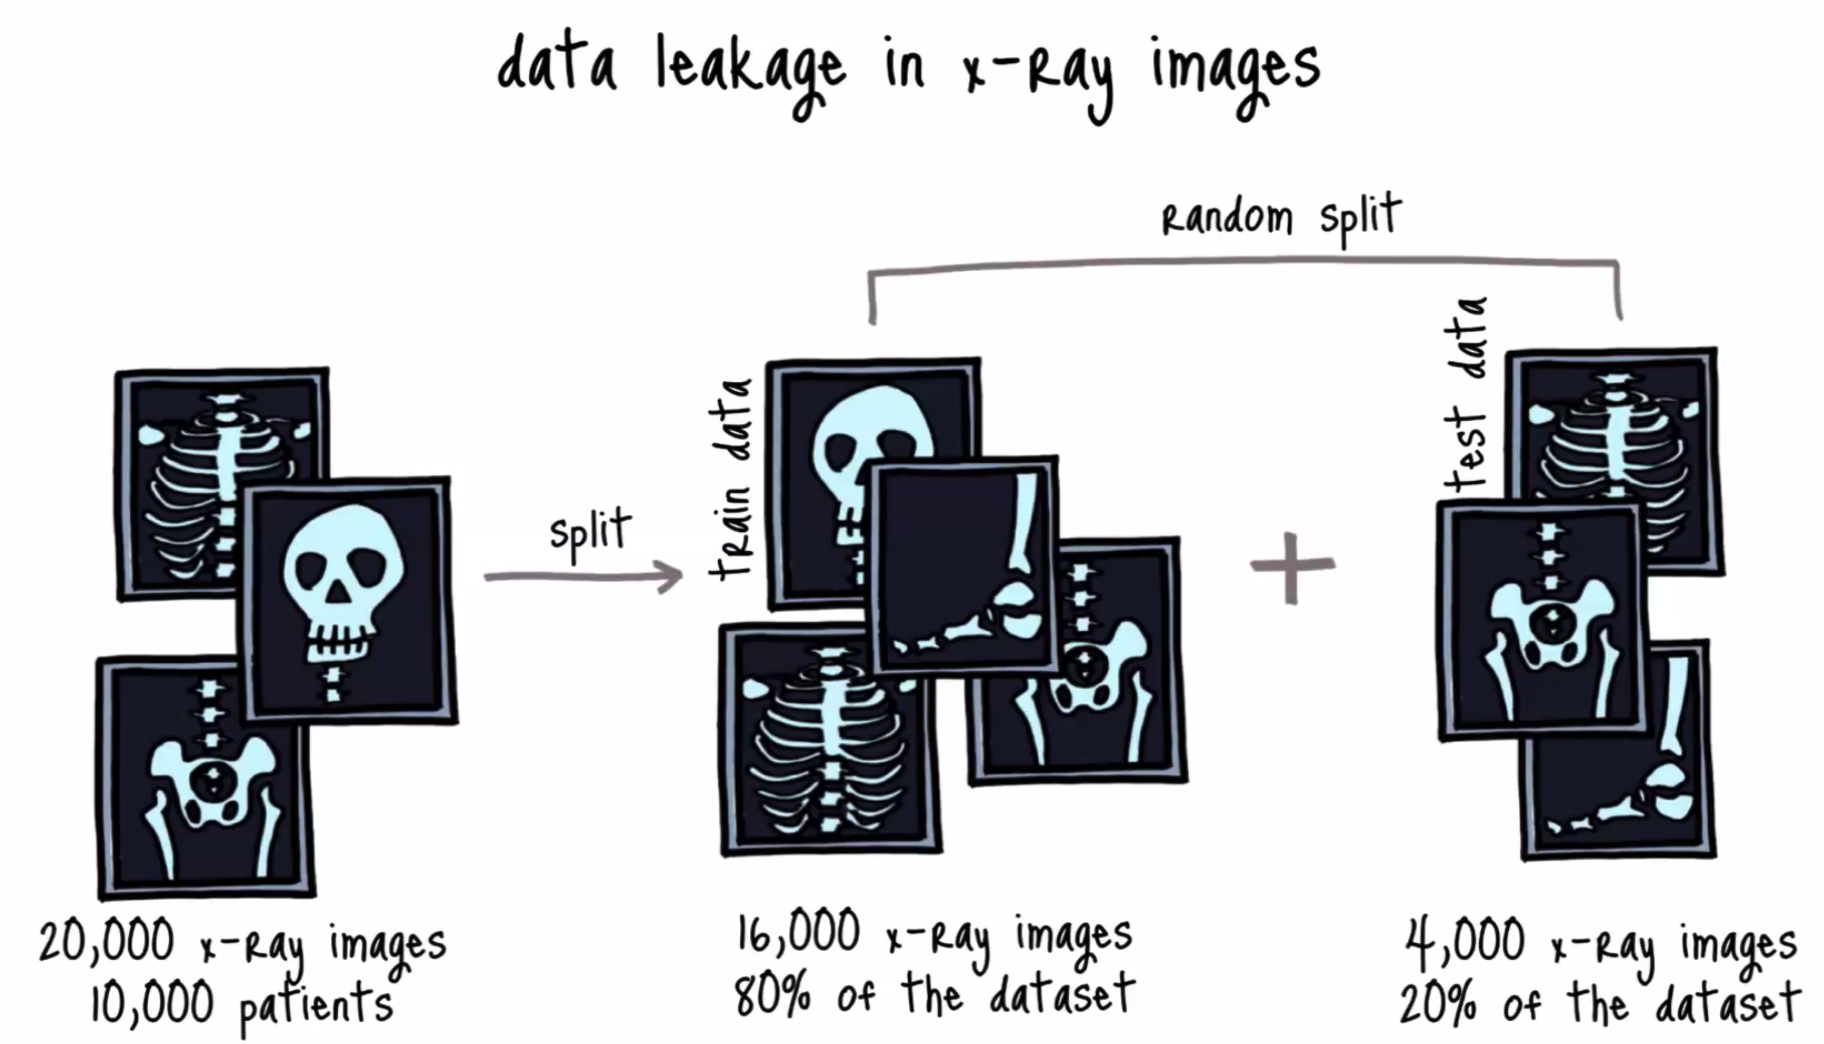 data leakage in x-Ray images
Random split
split
train data
test data
20,000 x-Ray images
10,000 patients
16,000 x-Ray images
80% of the dataset
4,000 x-Ray images
20% of the dataset